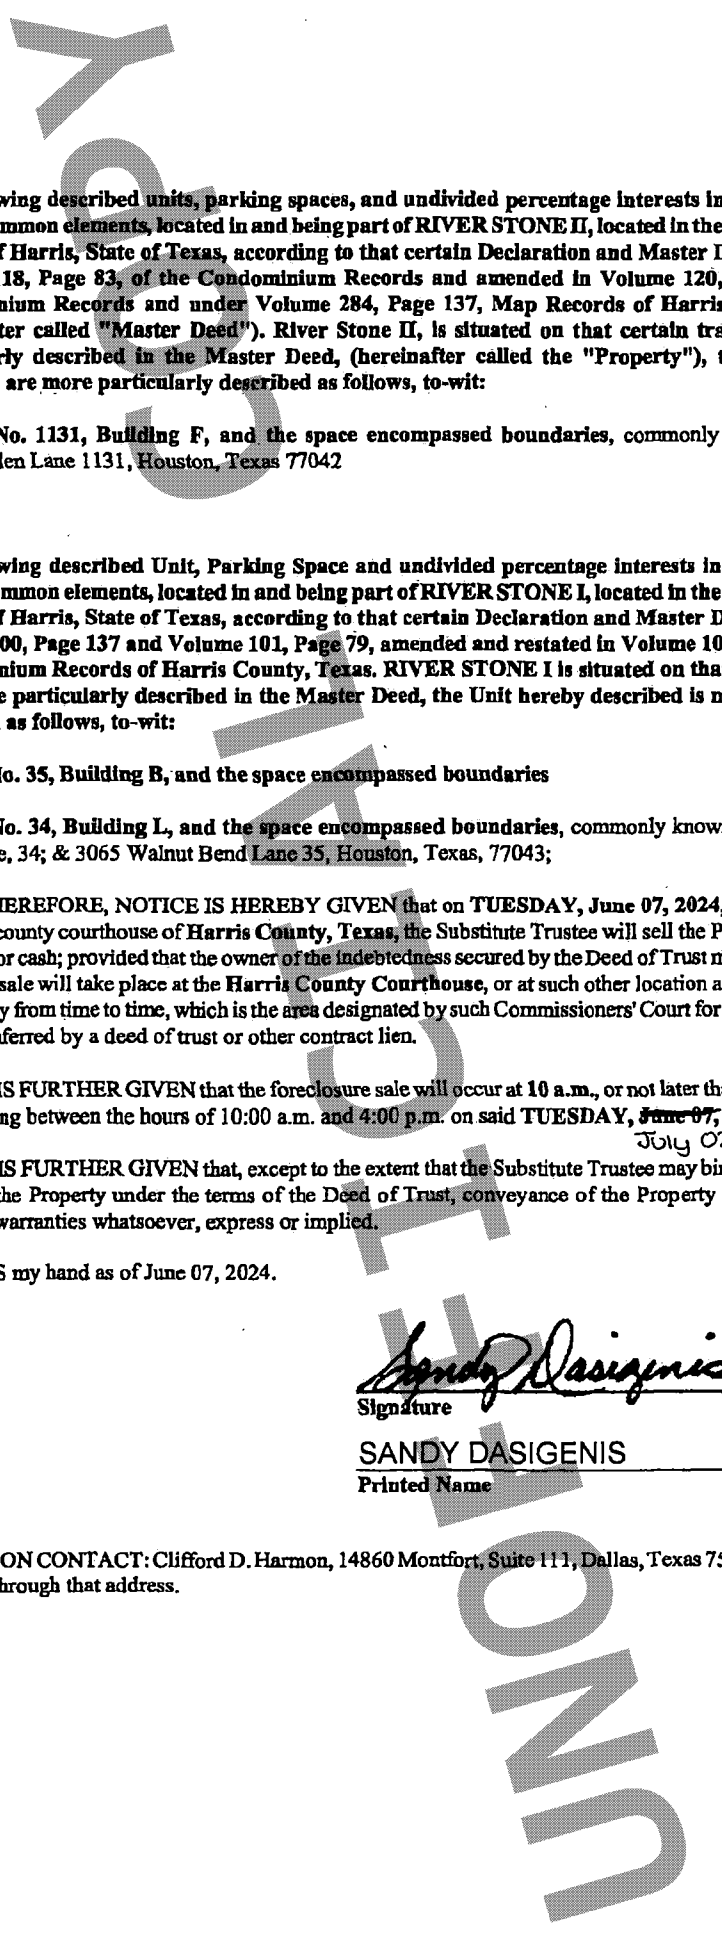 wing described units, parking spaces, and undivided percentage interests in
mmon elements, located in and being part of RIVER STONE II, located in the
f Harris, State of Texas, according to that certain Declaration and Master D
18, Page 83, of the Condominium Records and amended in Volume 120,
nium Records and under Volume 284, Page 137, Map Records of Harris
ter called "Master Deed"). River Stone II, is situated on that certain tra
rly described in the Master Deed, (hereinafter called the "Property"), t
are more particularly described as follows, to-wit:
No. 1131, Building F, and the space encompassed boundaries, commonly
len Lane 1131, Houston, Texas 77042
wing described Unit, Parking Space and undivided percentage interests in
mmon elements, located in and being part of RIVER STONE I, located in the
f Harris, State of Texas, according to that certain Declaration and Master D
00, Page 137 and Volume 101, Page 79, amended and restated in Volume 10
nium Records of Harris County, Texas. RIVER STONE I is situated on tha
e particularly described in the Master Deed, the Unit hereby described is m
as follows, to-wit:
No. 35, Building B, and the space encompassed boundaries
No. 34, Building L, and the space encompassed boundaries, commonly know
e, 34; & 3065 Walnut Bend Lane 35, Houston, Texas, 77043;
HEREFORE, NOTICE IS HEREBY GIVEN that on TUESDAY, June 07, 2024,
county courthouse of Harris County, Texas, the Substitute Trustee will sell the P
or cash; provided that the owner of the indebtedness secured by the Deed of Trust m
sale will take place at the Harris County Courthouse, or at such other location a
y from time to time, which is the area designated by such Commissioners' Court for
nferred by a deed of trust or other contract lien.
IS FURTHER GIVEN that the foreclosure sale will occur at 10 a.m., or not later tha
ng between the hours of 10:00 a.m. and 4:00 p.m. on said TUESDAY, June 07,
July 02
IS FURTHER GIVEN that, except to the extent that the Substitute Trustee may bin
the Property under the terms of the Deed of Trust, conveyance of the Property
warranties whatsoever, express or implied.
S my hand as of June 07, 2024.
Sandy Dasigenis
Signature
SANDY DASIGENIS
Printed Name
ON CONTACT: Clifford D. Harmon, 14860 Montfort, Suite 111, Dallas, Texas 75
hrough that address.
UNOFFICIAL COPY